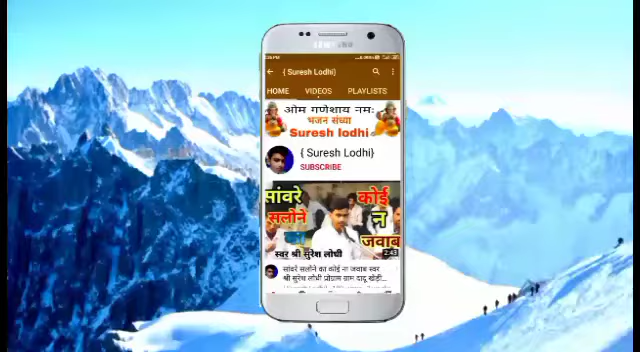 { Suresh Lodhi}
HOME VIDEOS PLAYLISTS
ओम गणेशाय नमः
भजन संध्या
Suresh lodhi
{ Suresh Lodhi}
SUBSCRIBE
सांवरे कोई
सलोने न
का जवाब
स्वर श्री सुरेश लोधी
2:43
सांवरे सलोने का कोई ना जवाब स्वर
श्री सुरेश लोधी प्रोग्राम ग्राम दादू खेड़ी...